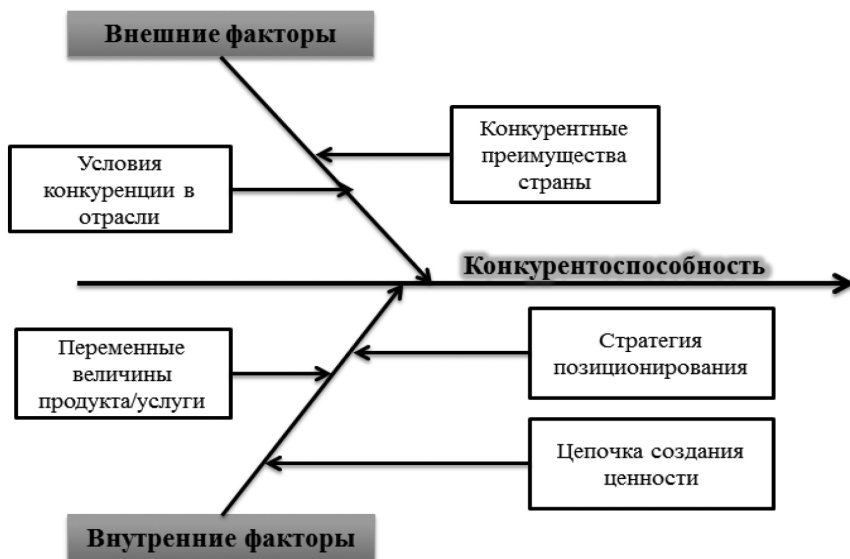 Внешние факторы
Конкурентные
преимущества
страны
Условия
конкуренции в
отрасли
Конкурентоспособность
Переменные
величины
продукта/услуги
Стратегия
позиционирования
Цепочка создания
ценности
Внутренние факторы